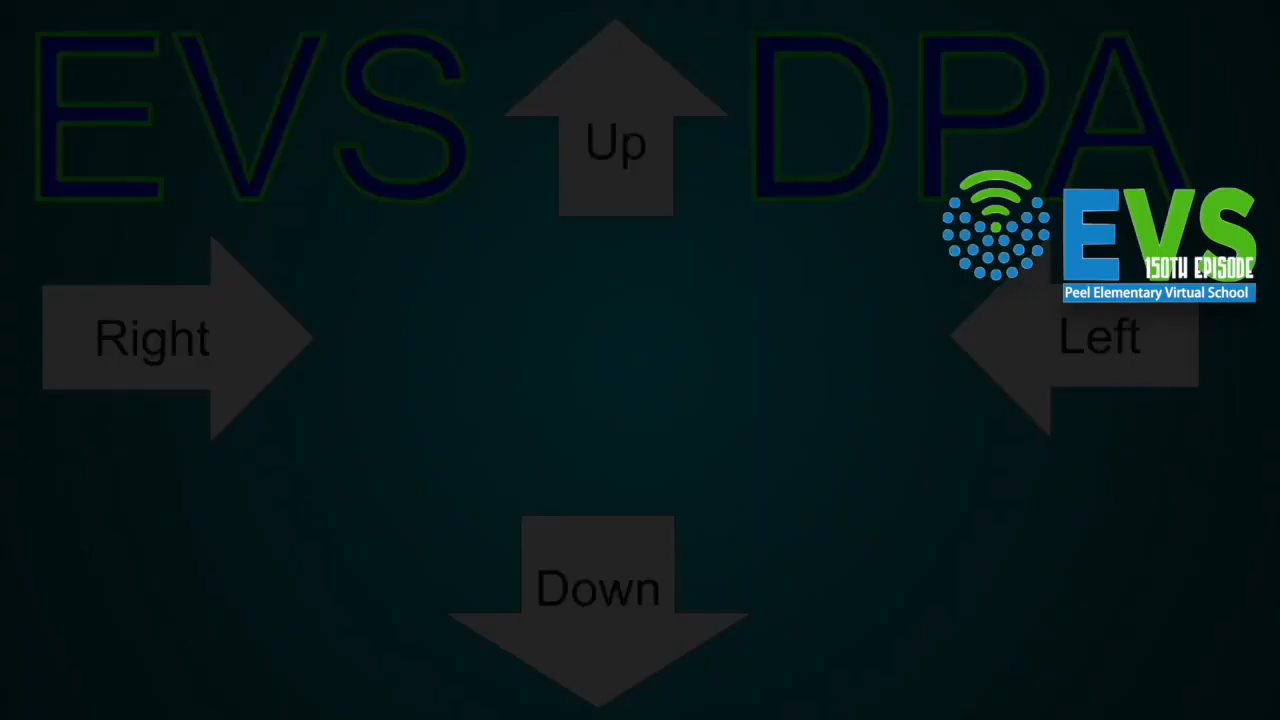 EVS DPA
Up
EVS
150TH EPISODE
Peel Elementary Virtual School
Right
Left
Down